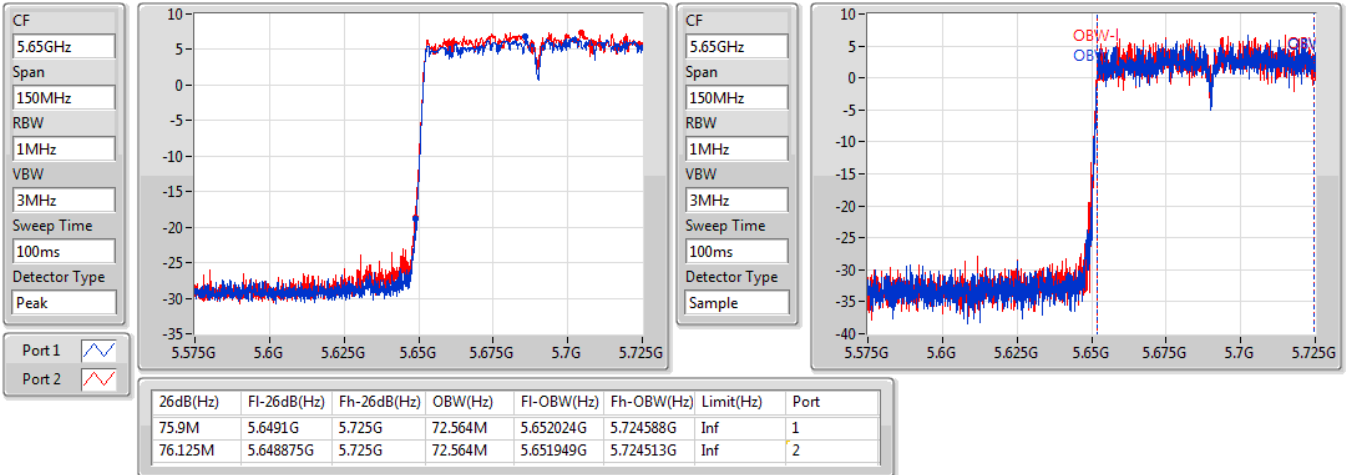 CF
5.65GHz
Span
150MHz
RBW
1MHz
VBW
3MHz
Sweep Time
100ms
Detector Type
Peak
10
5
0
-5
-10
-15
-20
-25
-30
-35
5.575G 5.6G 5.625G 5.65G 5.675G 5.7G 5.725G
CF
5.65GHz
Span
150MHz
RBW
1MHz
VBW
3MHz
Sweep Time
100ms
Detector Type
Sample
10
5
0
-5
-10
-15
-20
-25
-30
-35
-40
OBW-l
OBW
OBW
5.575G 5.6G 5.625G 5.65G 5.675G 5.7G 5.725G
Port 1
Port 2
26dB(Hz) Fl-26dB(Hz) Fh-26dB(Hz) OBW(Hz) Fl-OBW(Hz) Fh-OBW(Hz) Limit(Hz) Port
75.9M 5.6491G 5.725G 72.564M 5.652024G 5.724588G Inf 1
76.125M 5.648875G 5.725G 72.564M 5.651949G 5.724513G Inf 2